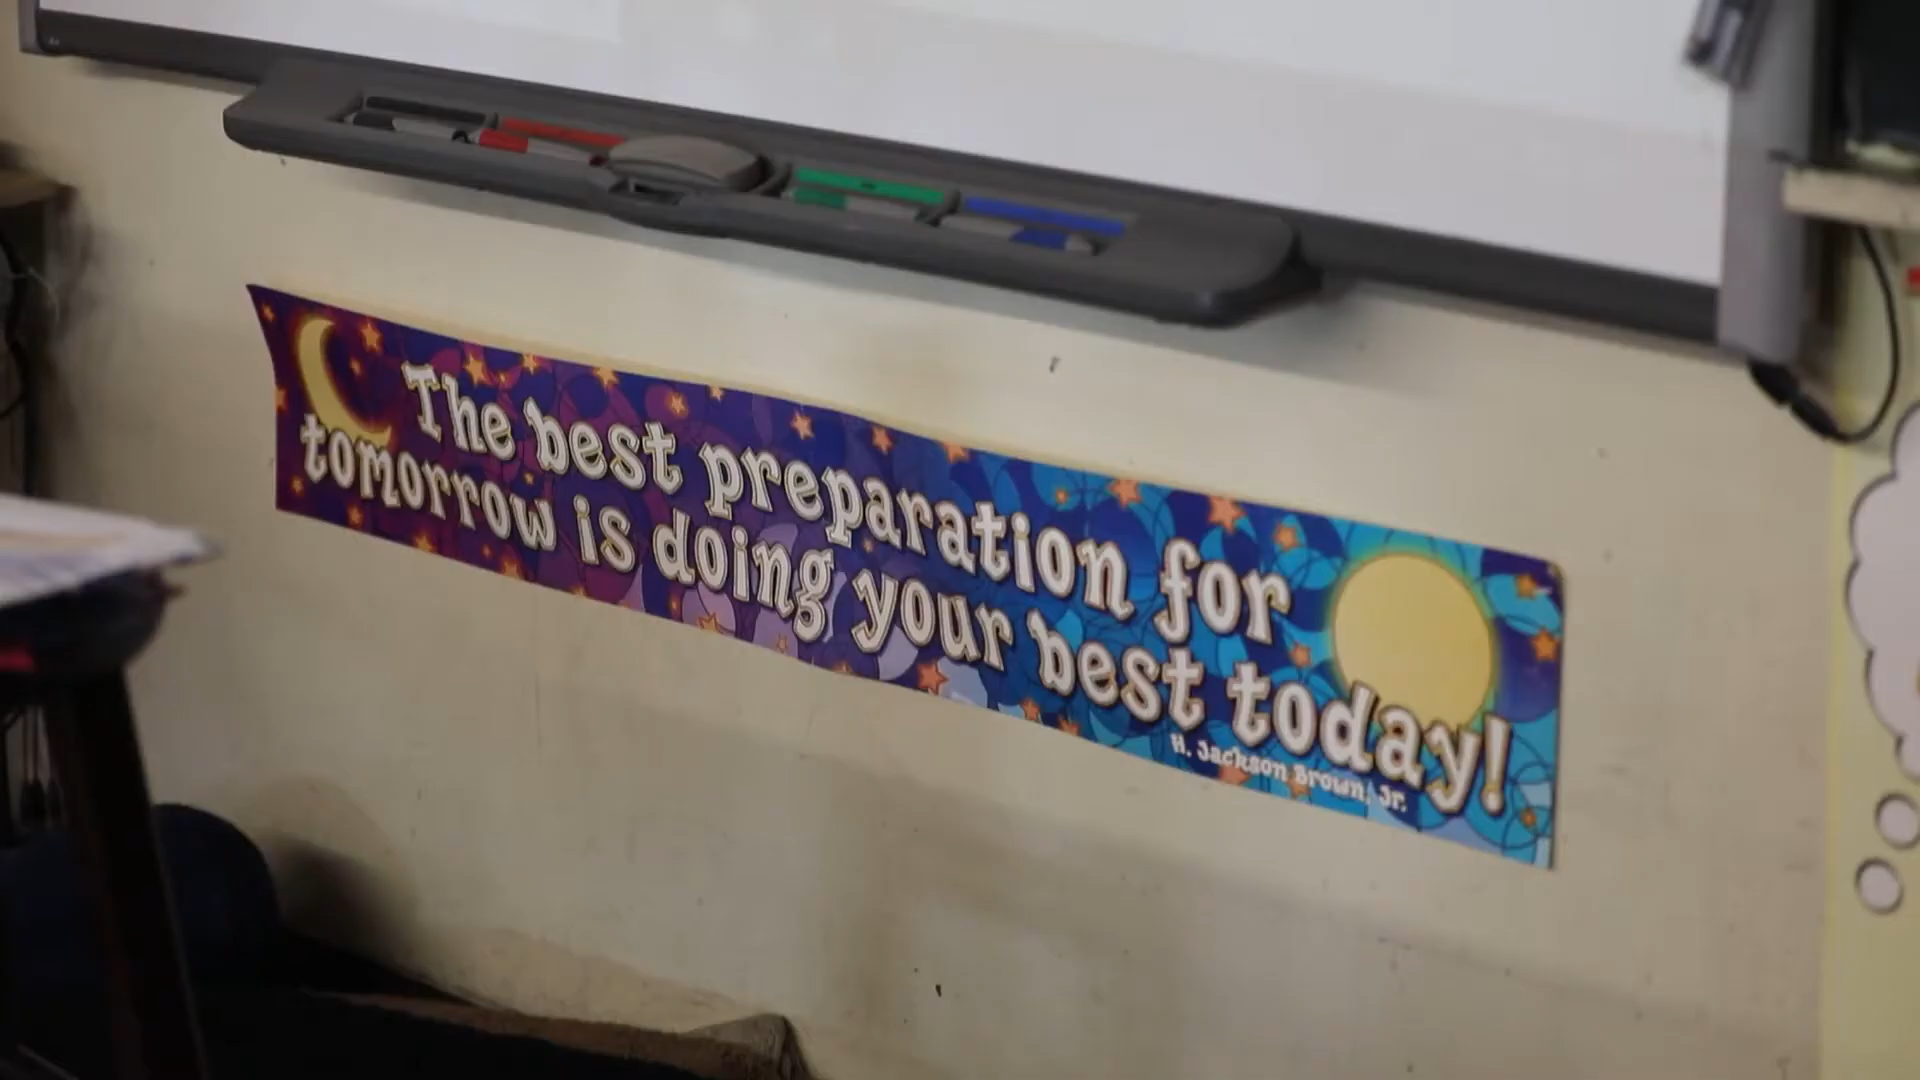 The best preparation for
tomorrow is doing your best today!
H. Jackson Brown, Jr.